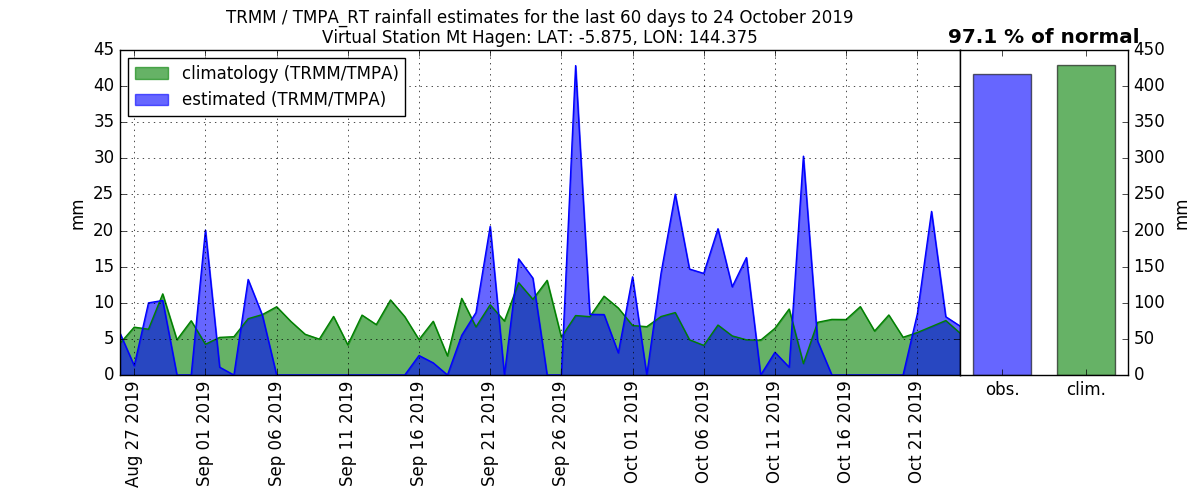 TRMM / TMPA_RT rainfall estimates for the last 60 days to 24 October 2019
Virtual Station Mt Hagen: LAT: -5.875, LON: 144.375
97.1 % of normal
climatology (TRMM/TMPA)
estimated (TRMM/TMPA)
45
40
35
30
25
20
15
10
5
0
mm
Aug 27 2019
Sep 01 2019
Sep 06 2019
Sep 11 2019
Sep 16 2019
Sep 21 2019
Sep 26 2019
Oct 01 2019
Oct 06 2019
Oct 11 2019
Oct 16 2019
Oct 21 2019
450
400
350
300
250
200
150
100
50
0
mm
obs.
clim.